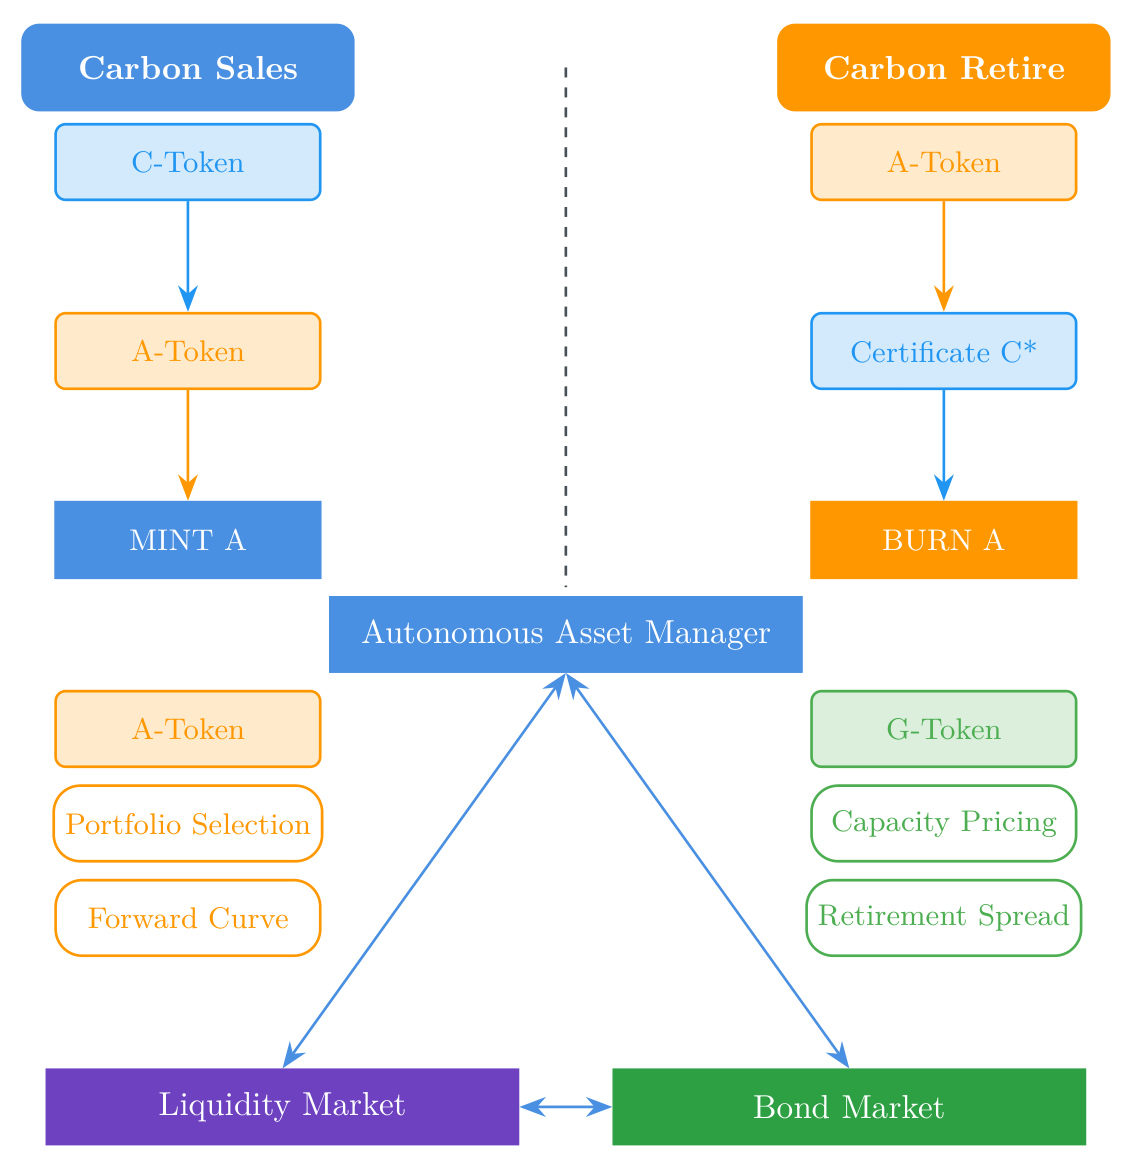 Carbon Sales
C-Token
A-Token
MINT A
Carbon Retire
A-Token
Certificate C*
BURN A
Autonomous Asset Manager
A-Token
Portfolio Selection
Forward Curve
G-Token
Capacity Pricing
Retirement Spread
Liquidity Market
Bond Market